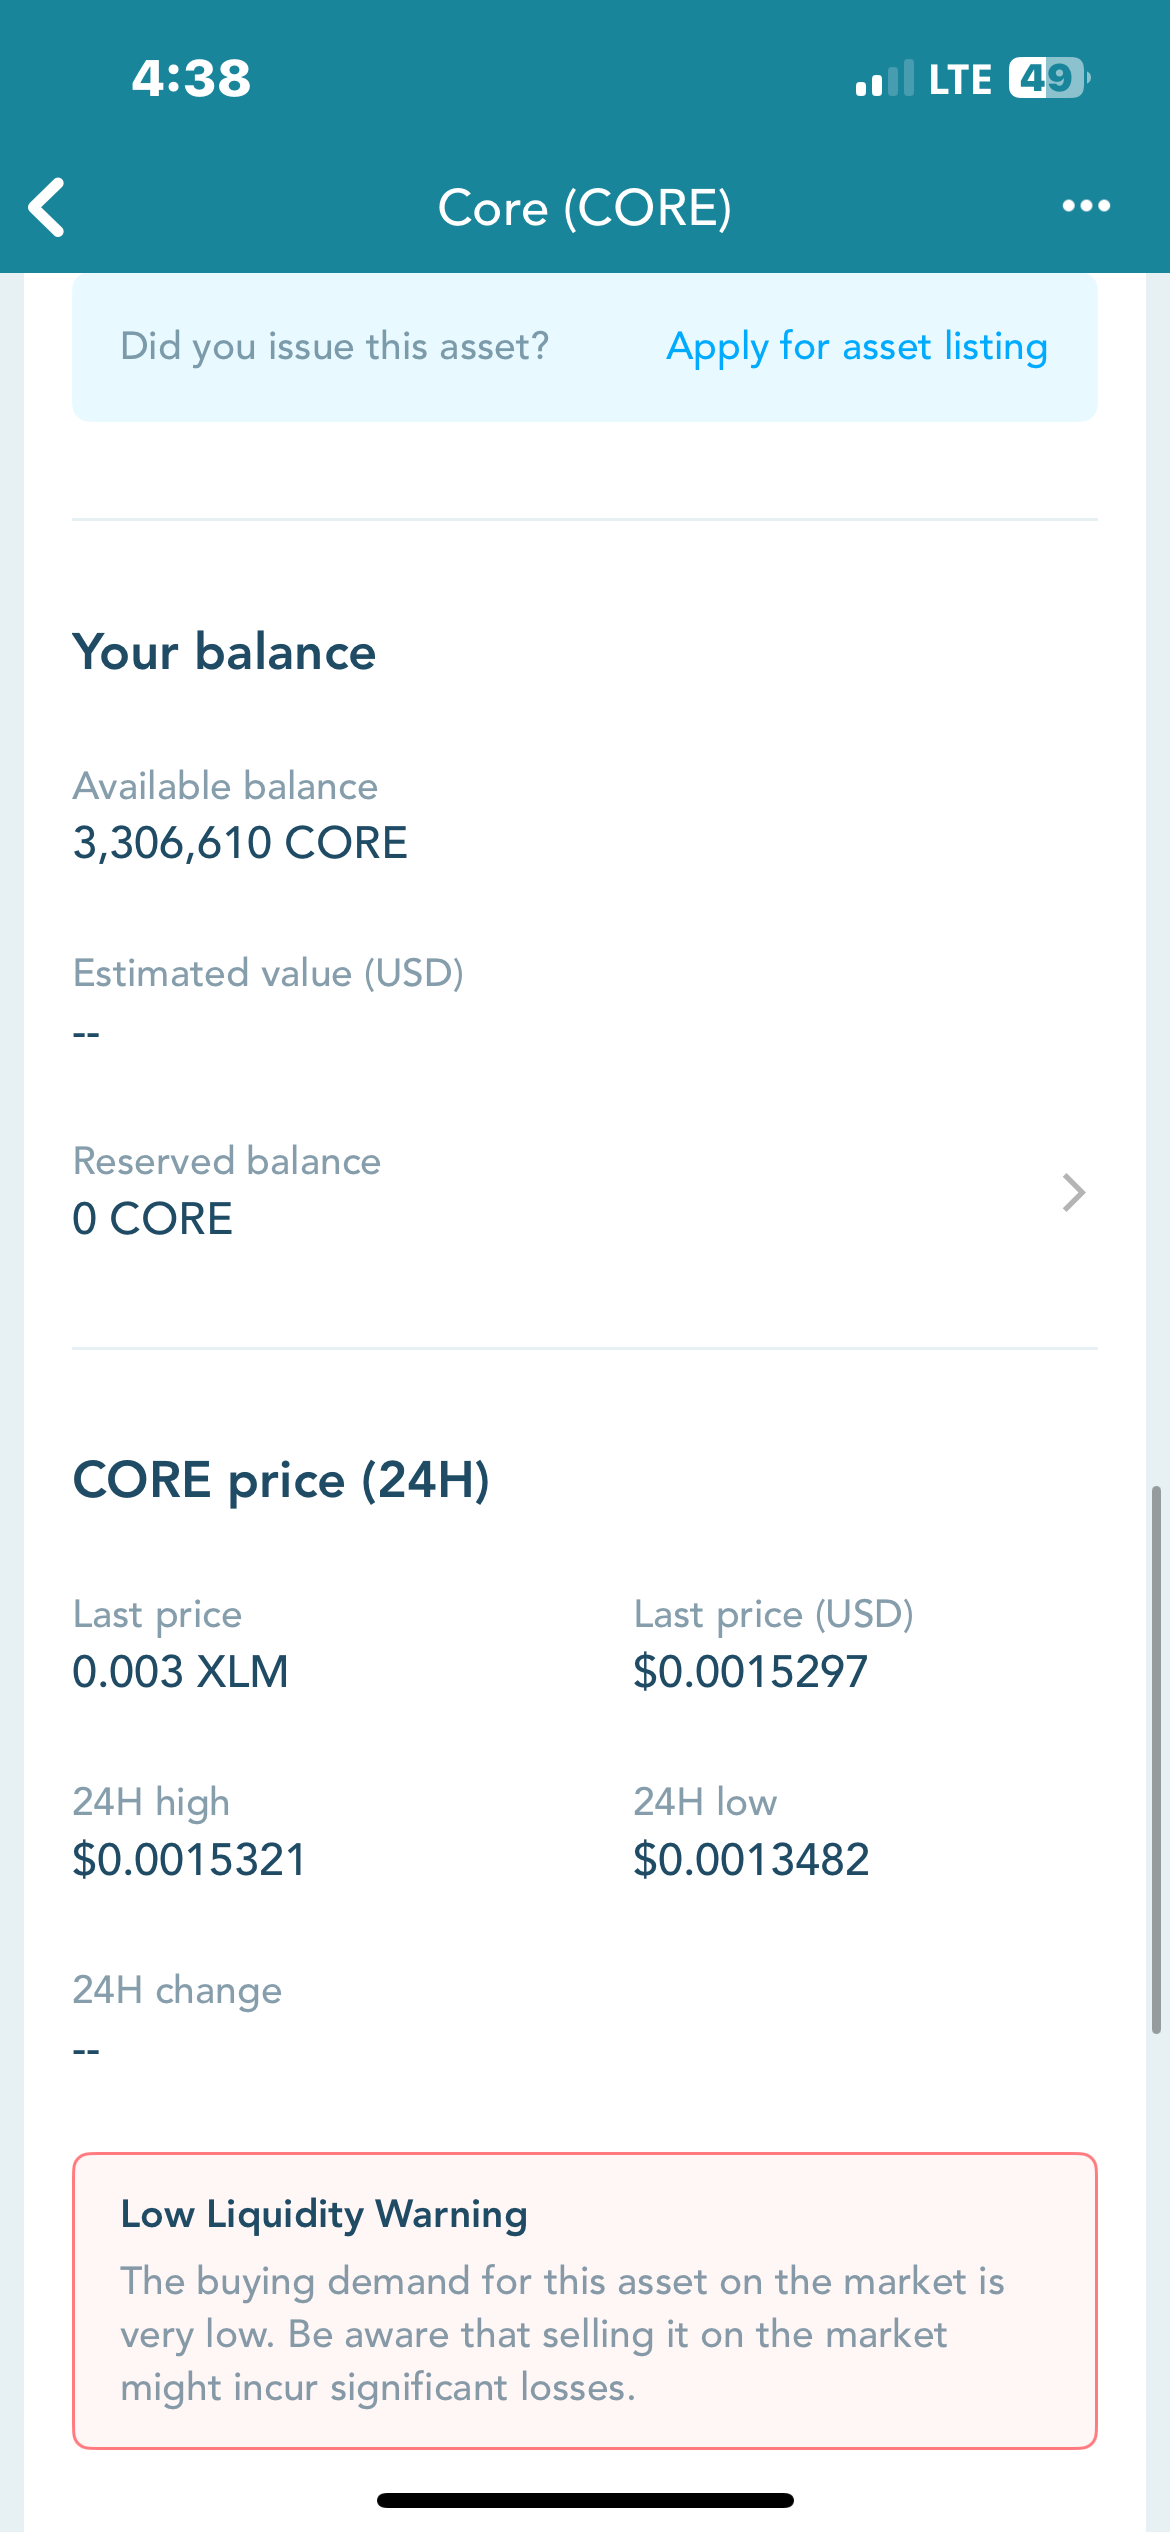 4:38
LTE 49
Core (CORE)
Did you issue this asset?
Apply for asset listing
Your balance
Available balance
3,306,610 CORE
Estimated value (USD)
--
Reserved balance
0 CORE
CORE price (24H)
Last price
0.003 XLM
Last price (USD)
$0.0015297
24H high
$0.0015321
24H low
$0.0013482
24H change
--
Low Liquidity Warning
The buying demand for this asset on the market is
very low. Be aware that selling it on the market
might incur significant losses.